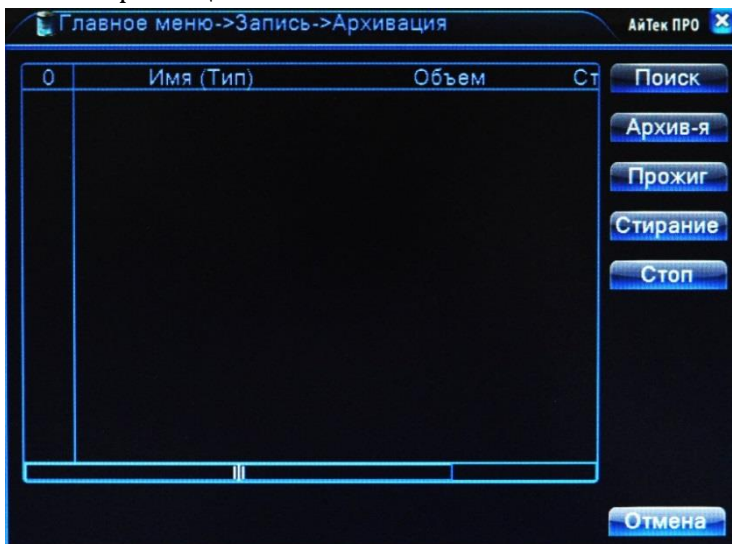 Главное меню->Запись->Архивация
АйТек ПРО
0 Имя (Тип) Объем Ст
Поиск
Архив-я
Прожиг
Стирание
Стоп
Отмена